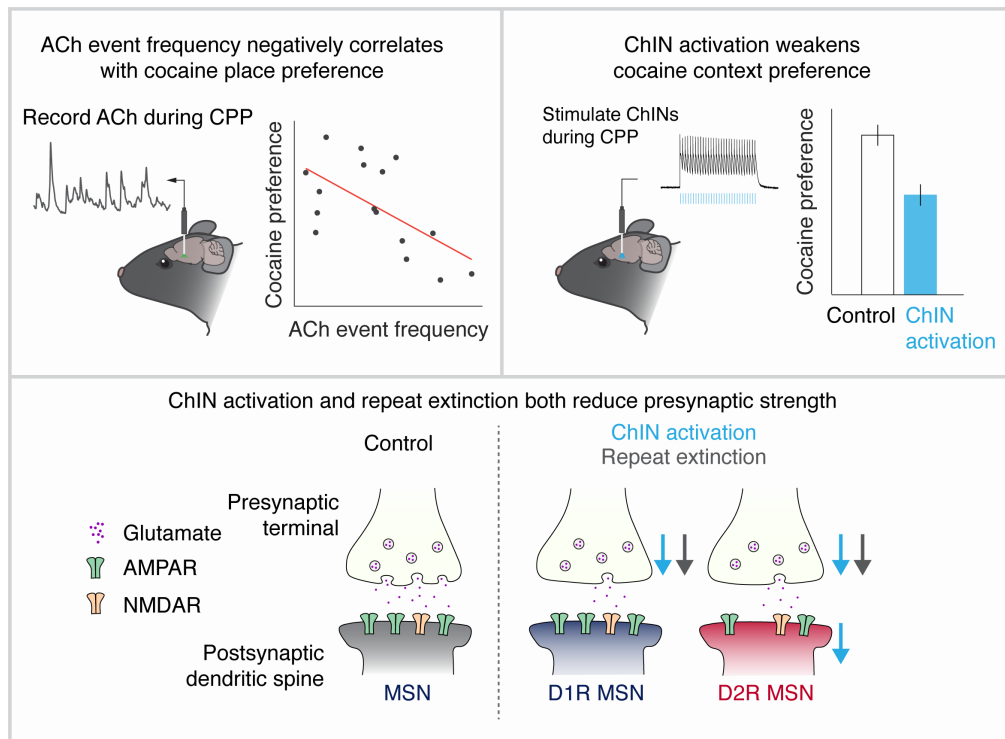 ACh event frequency negatively correlates
with cocaine place preference
Record ACh during CPP
Cocaine preference
ACh event frequency
ChIN activation weakens
cocaine context preference
Stimulate ChINs
during CPP
Cocaine preference
Control
ChIN
activation
ChIN activation and repeat extinction both reduce presynaptic strength
Control
ChIN activation
Repeat extinction
Presynaptic
terminal
Glutamate
AMPAR
NMDAR
Postsynaptic
dendritic spine
MSN
D1R MSN
D2R MSN